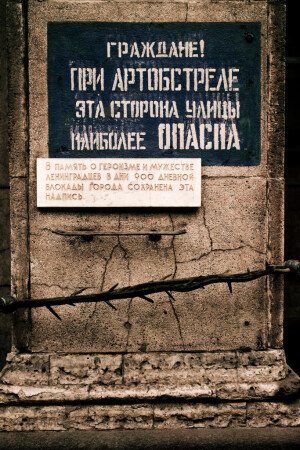 ГРАЖДАНЕ!
ПРИ АРТОБСТРЕЛЕ
ЭТА СТОРОНА УЛИЦЫ
НАИБОЛЕЕ ОПАСНА
В ПАМЯТЬ О ГЕРОИЗМЕ И МУЖЕСТВЕ
ЛЕНИНГРАДЦЕВ В ДНИ 900 ДНЕВНОЙ
БЛОКАДЫ ГОРОДА СОХРАНЕНА ЭТА
НАДПИСЬ